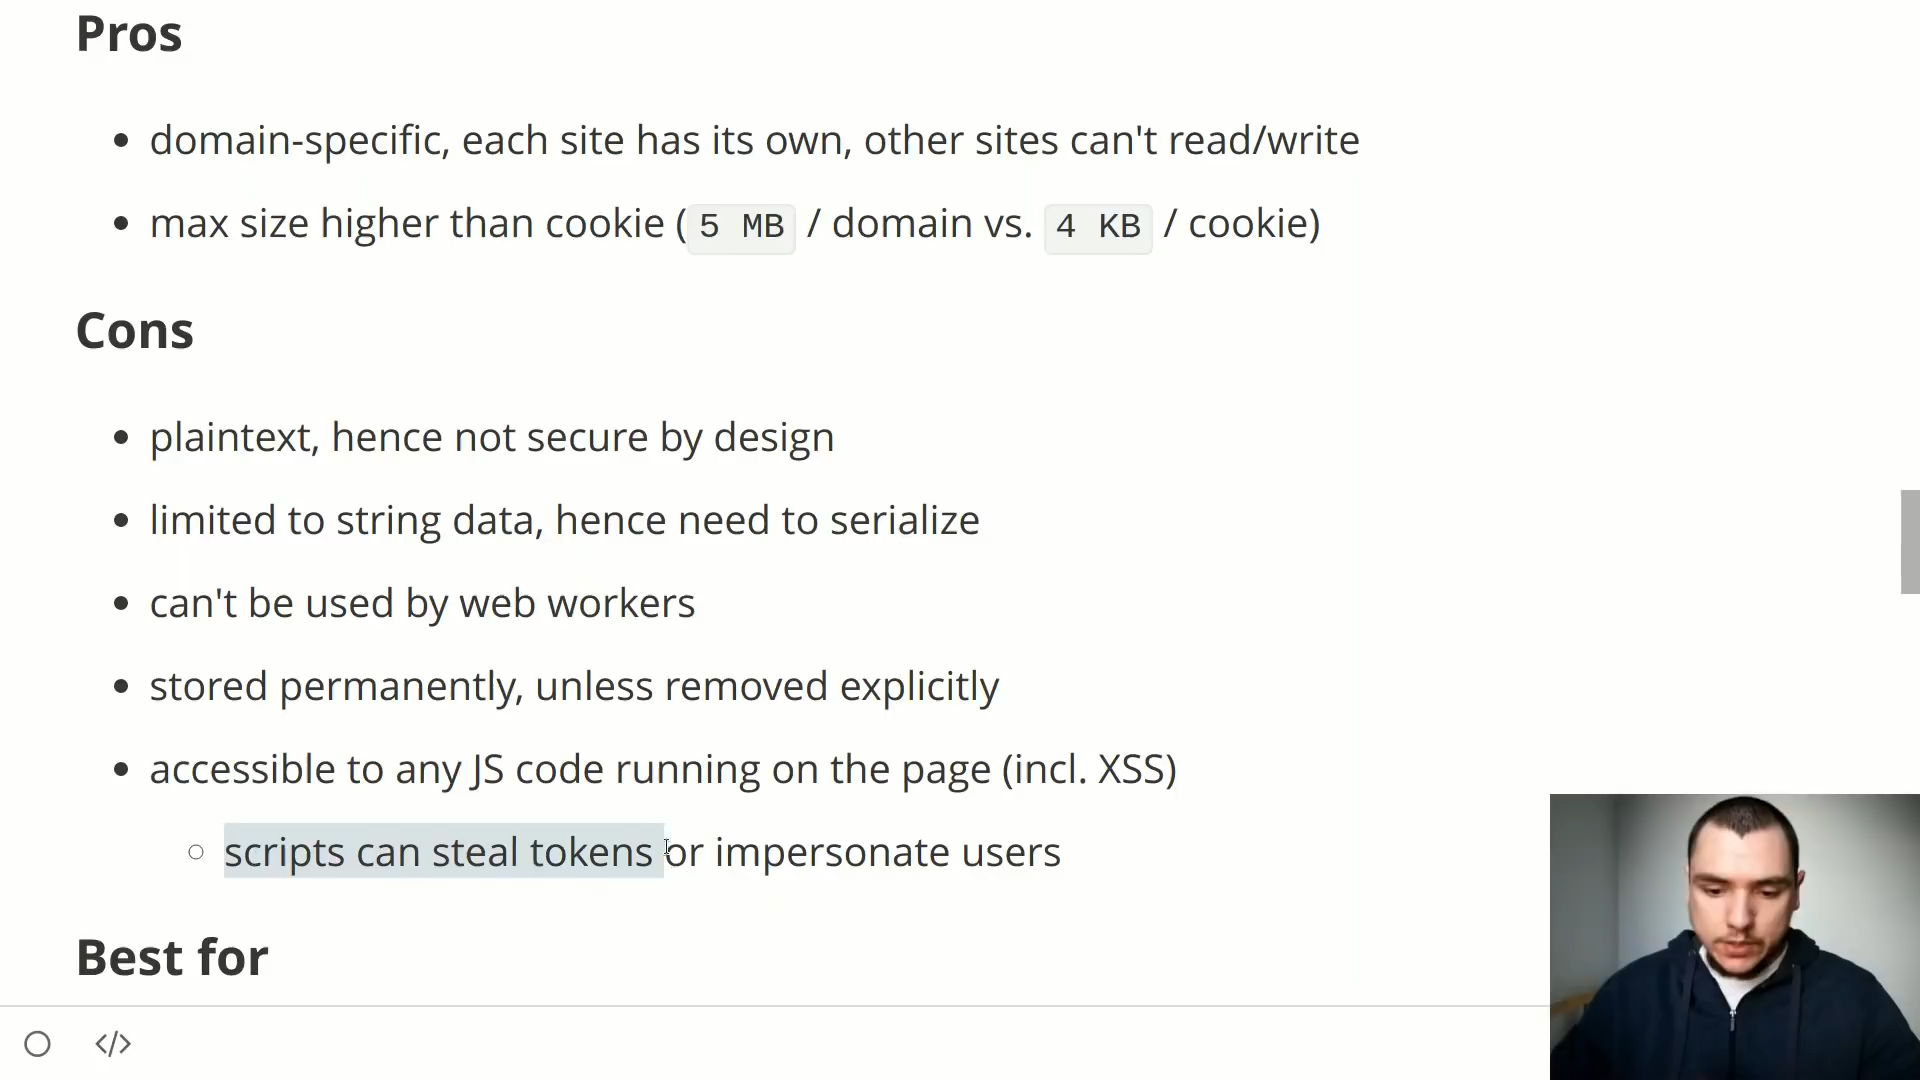 Pros
domain-specific, each site has its own, other sites can't read/write
max size higher than cookie (5 MB / domain vs. 4 KB / cookie)
Cons
plaintext, hence not secure by design
limited to string data, hence need to serialize
can't be used by web workers
stored permanently, unless removed explicitly
accessible to any JS code running on the page (incl. XSS)
scripts can steal tokens or impersonate users
Best for